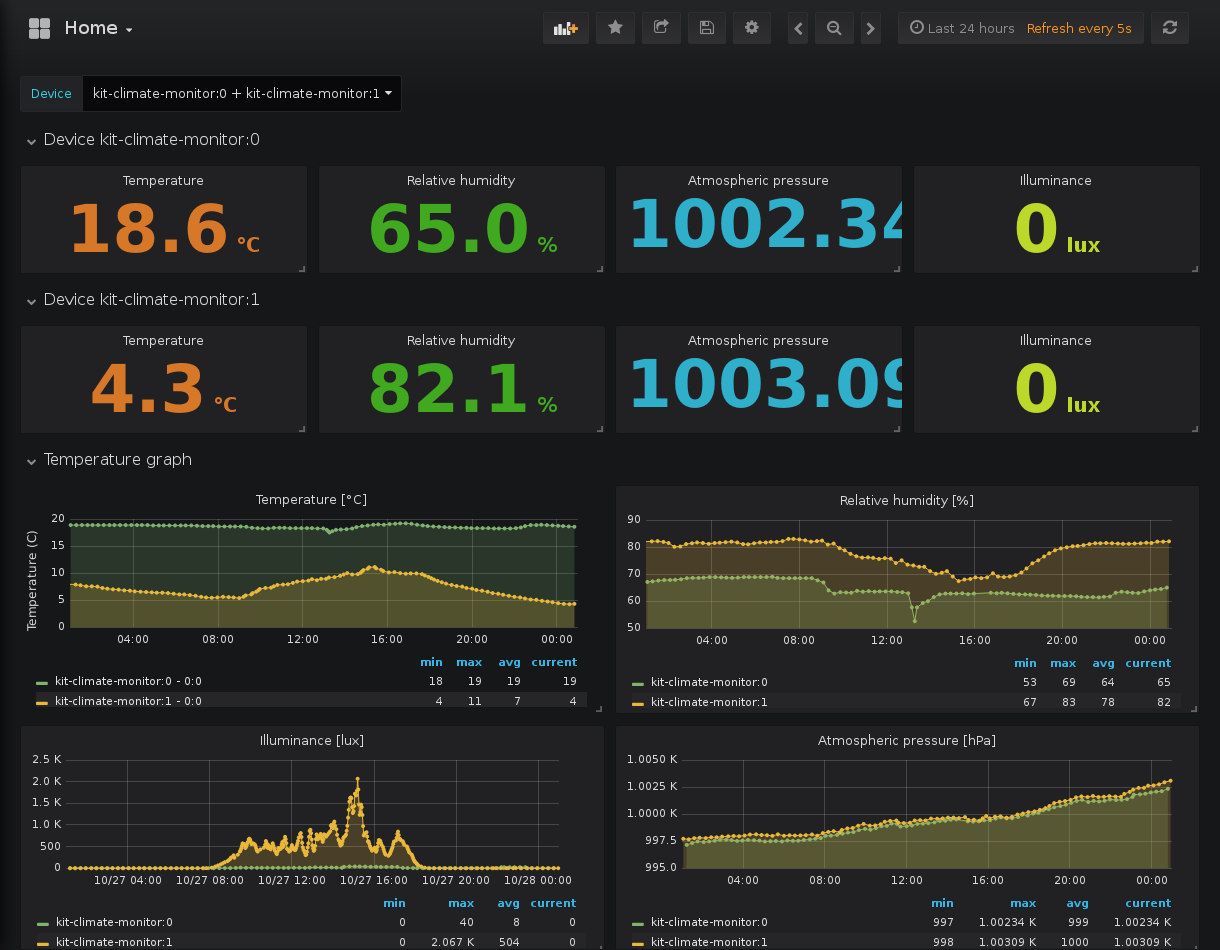 Home
Last 24 hours Refresh every 5s
Device kit-climate-monitor:0 + kit-climate-monitor:1
Device kit-climate-monitor:0
Temperature Relative humidity Atmospheric pressure Illuminance
18.6 °C 65.0 % 1002.34 0 lux
Device kit-climate-monitor:1
Temperature Relative humidity Atmospheric pressure Illuminance
4.3 °C 82.1 % 1003.09 0 lux
Temperature graph
Temperature [°C]
Temperature (C)
20
15
10
5
0
04:00 08:00 12:00 16:00 20:00 00:00
min max avg current
kit-climate-monitor:0 - 0:0 18 19 19 19
kit-climate-monitor:1 - 0:0 4 11 7 4
Relative humidity [%]
90
80
70
60
50
04:00 08:00 12:00 16:00 20:00 00:00
min max avg current
kit-climate-monitor:0 53 69 64 65
kit-climate-monitor:1 67 83 78 82
Illuminance [lux]
2.5 K
2.0 K
1.5 K
1.0 K
500
0
10/27 04:00 10/27 08:00 10/27 12:00 10/27 16:00 10/27 20:00 10/28 00:00
min max avg current
kit-climate-monitor:0 0 40 8 0
kit-climate-monitor:1 0 2.067 K 504 0
Atmospheric pressure [hPa]
1.0050 K
1.0025 K
1.0000 K
997.5
995.0
04:00 08:00 12:00 16:00 20:00 00:00
min max avg current
kit-climate-monitor:0 997 1.00234 K 999 1.00234 K
kit-climate-monitor:1 998 1.00309 K 1000 1.00309 K